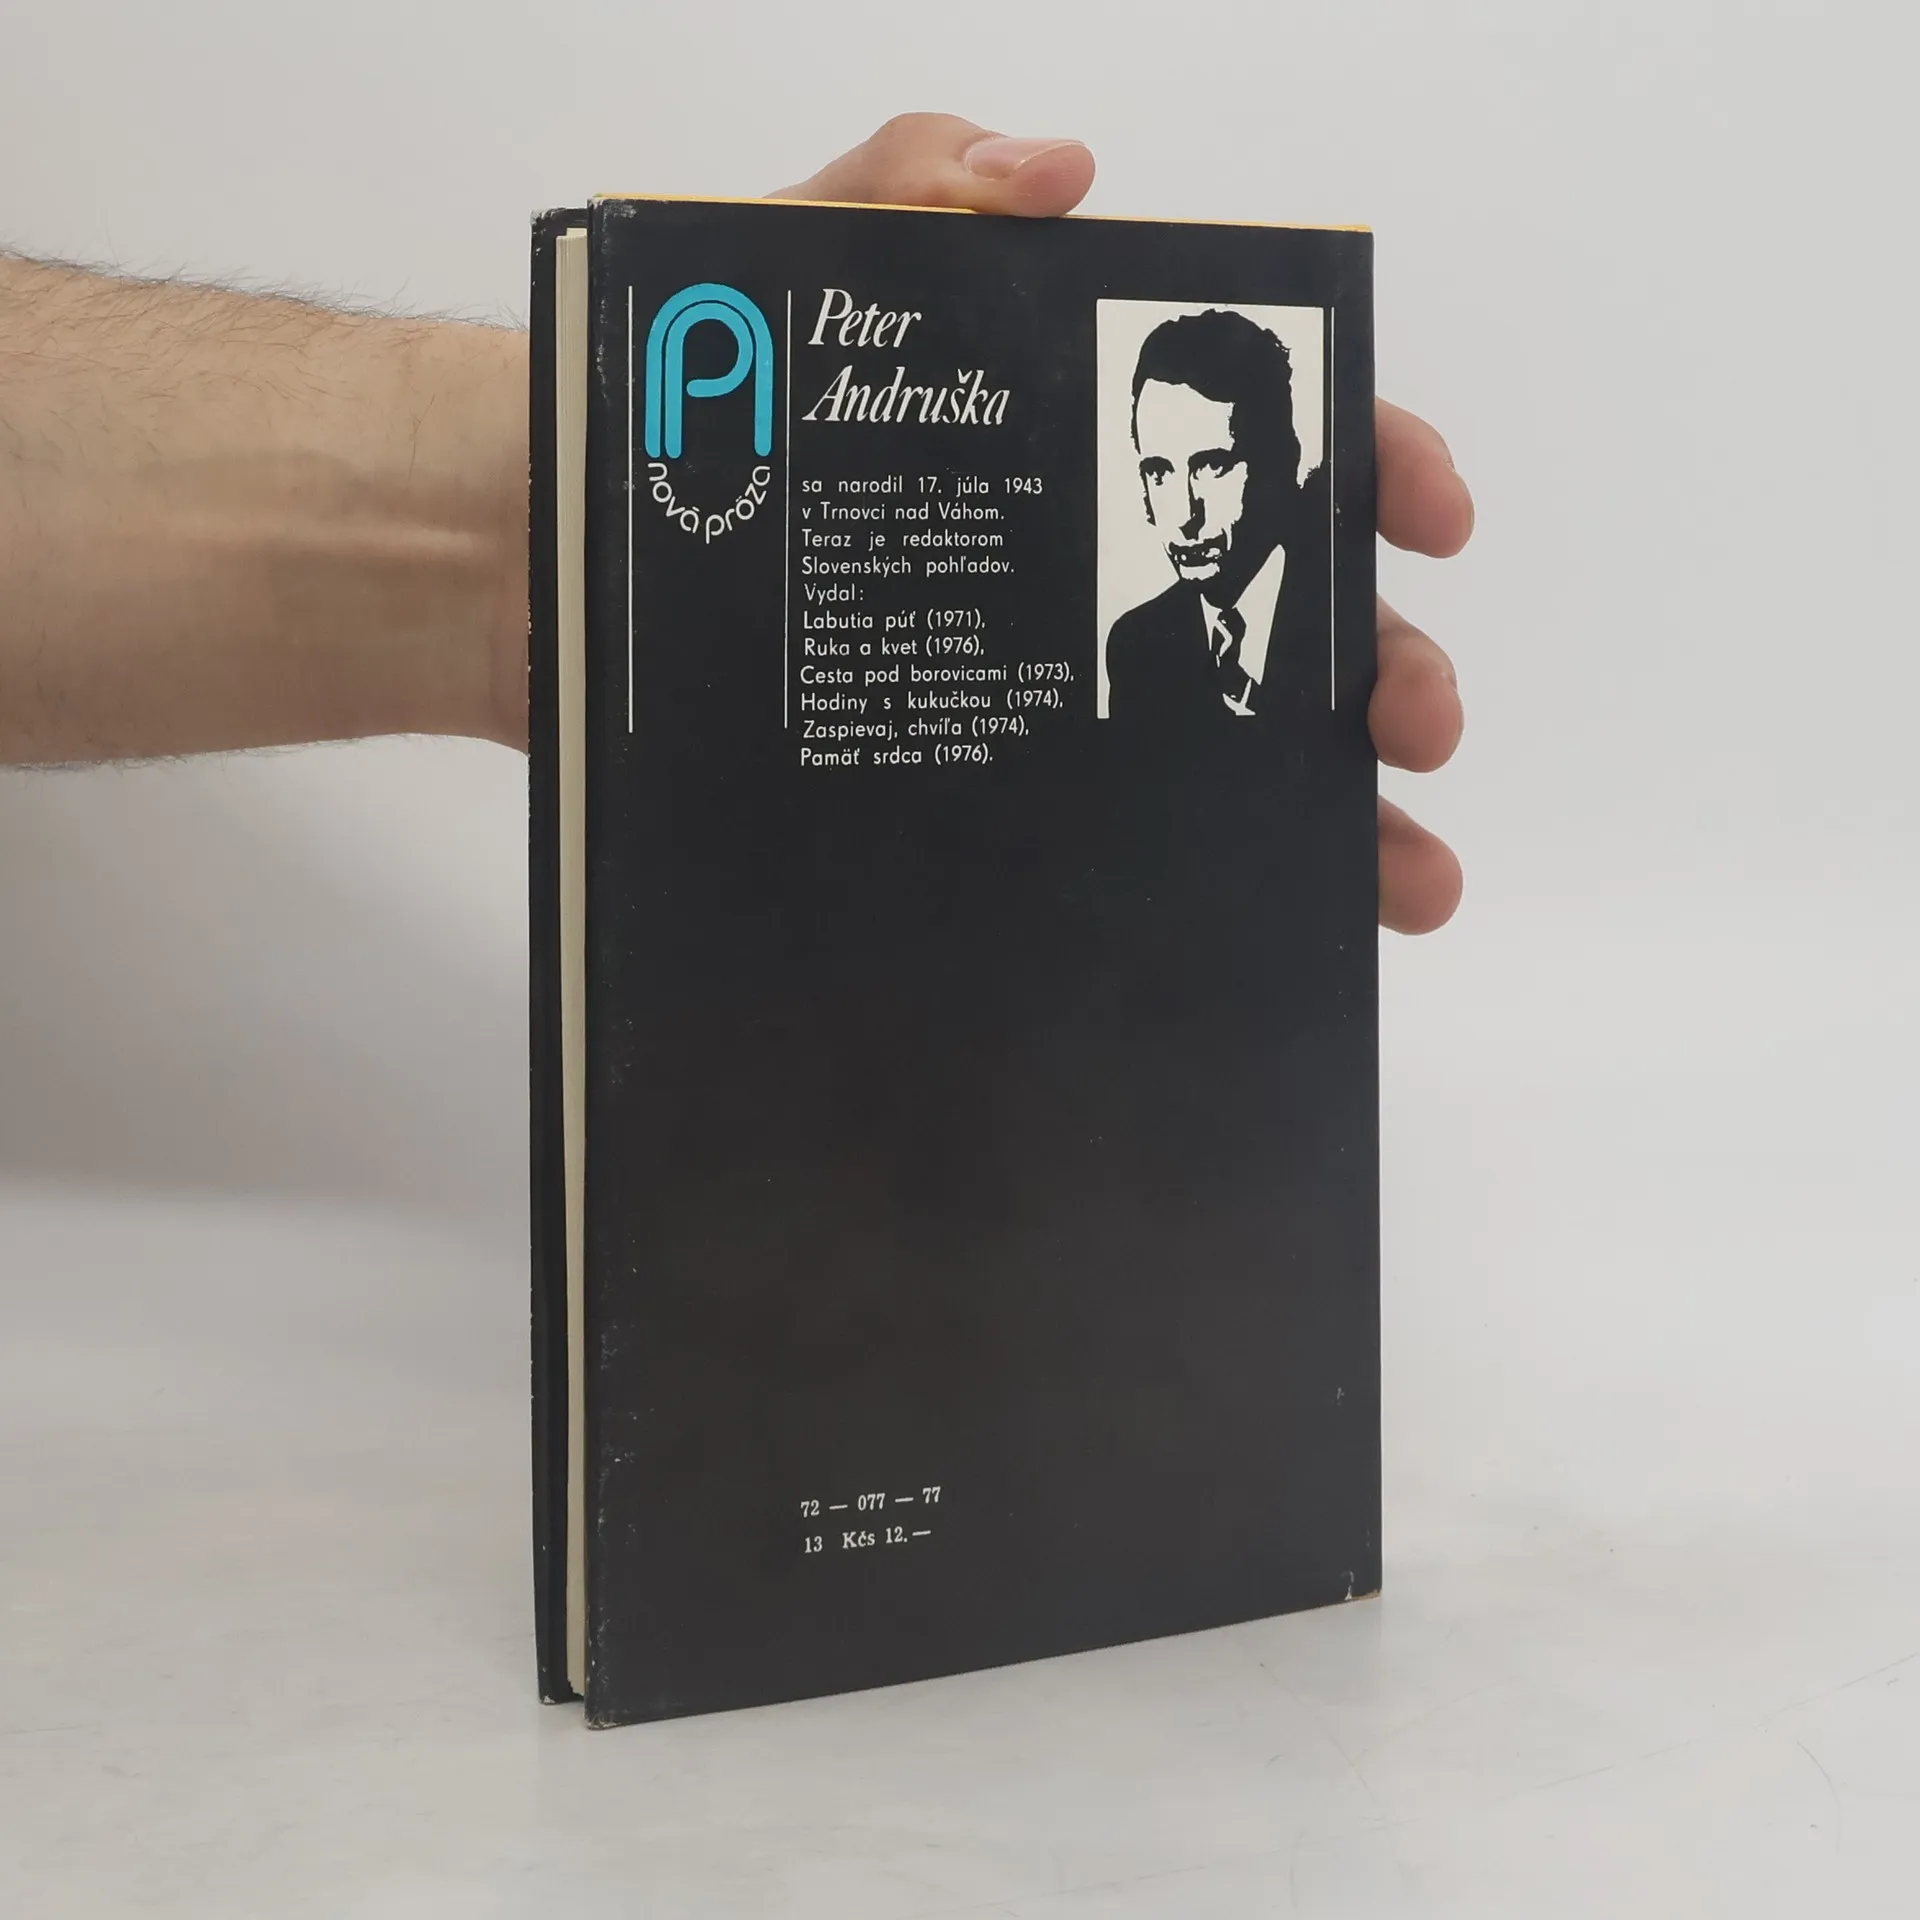 nová próza
Peter
Andruška
sa narodil 17. júla 1943
v Trnovci nad Váhom.
Teraz je redaktorom
Slovenských pohľadov.
Vydal:
Labutia púť (1971),
Ruka a kvet (1976),
Cesta pod borovicami (1973),
Hodiny s kukučkou (1974),
Zaspievaj, chvíľa (1974),
Pamäť srdca (1976).
72 — 077 — 77
13 Kčs 12.—